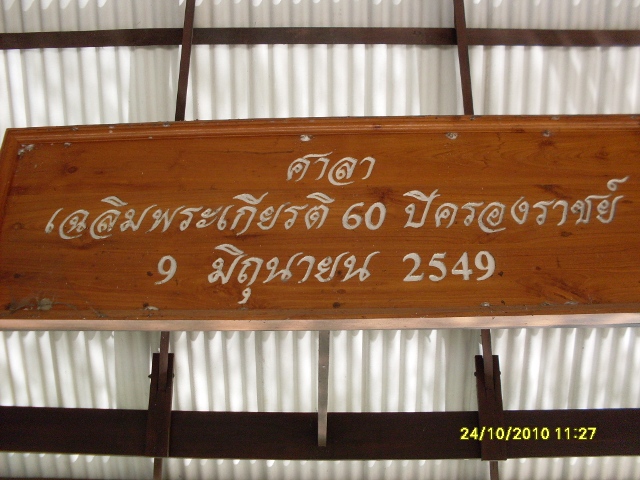 ศาลา
เฉลิมพระเกียรติ 60 ปีครองราชย์
9 มิถุนายน 2549
24/10/2010 11:27